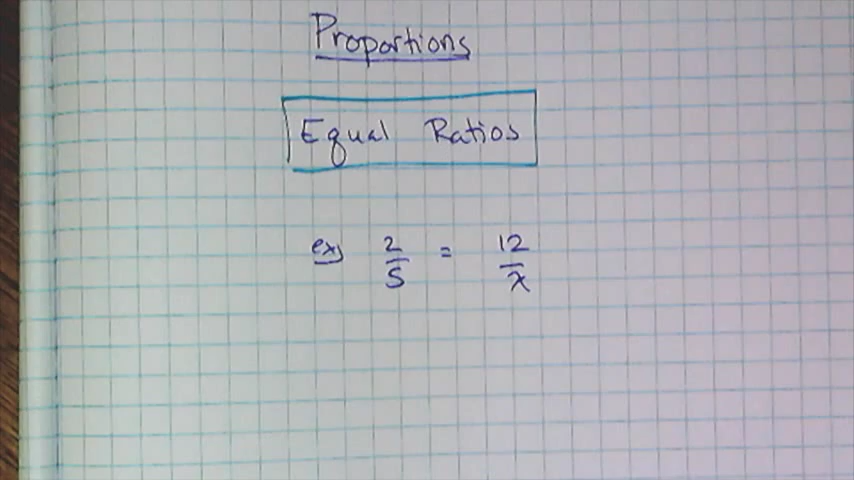 Proportions
Equal Ratios
ex) 2/5 = 12/x